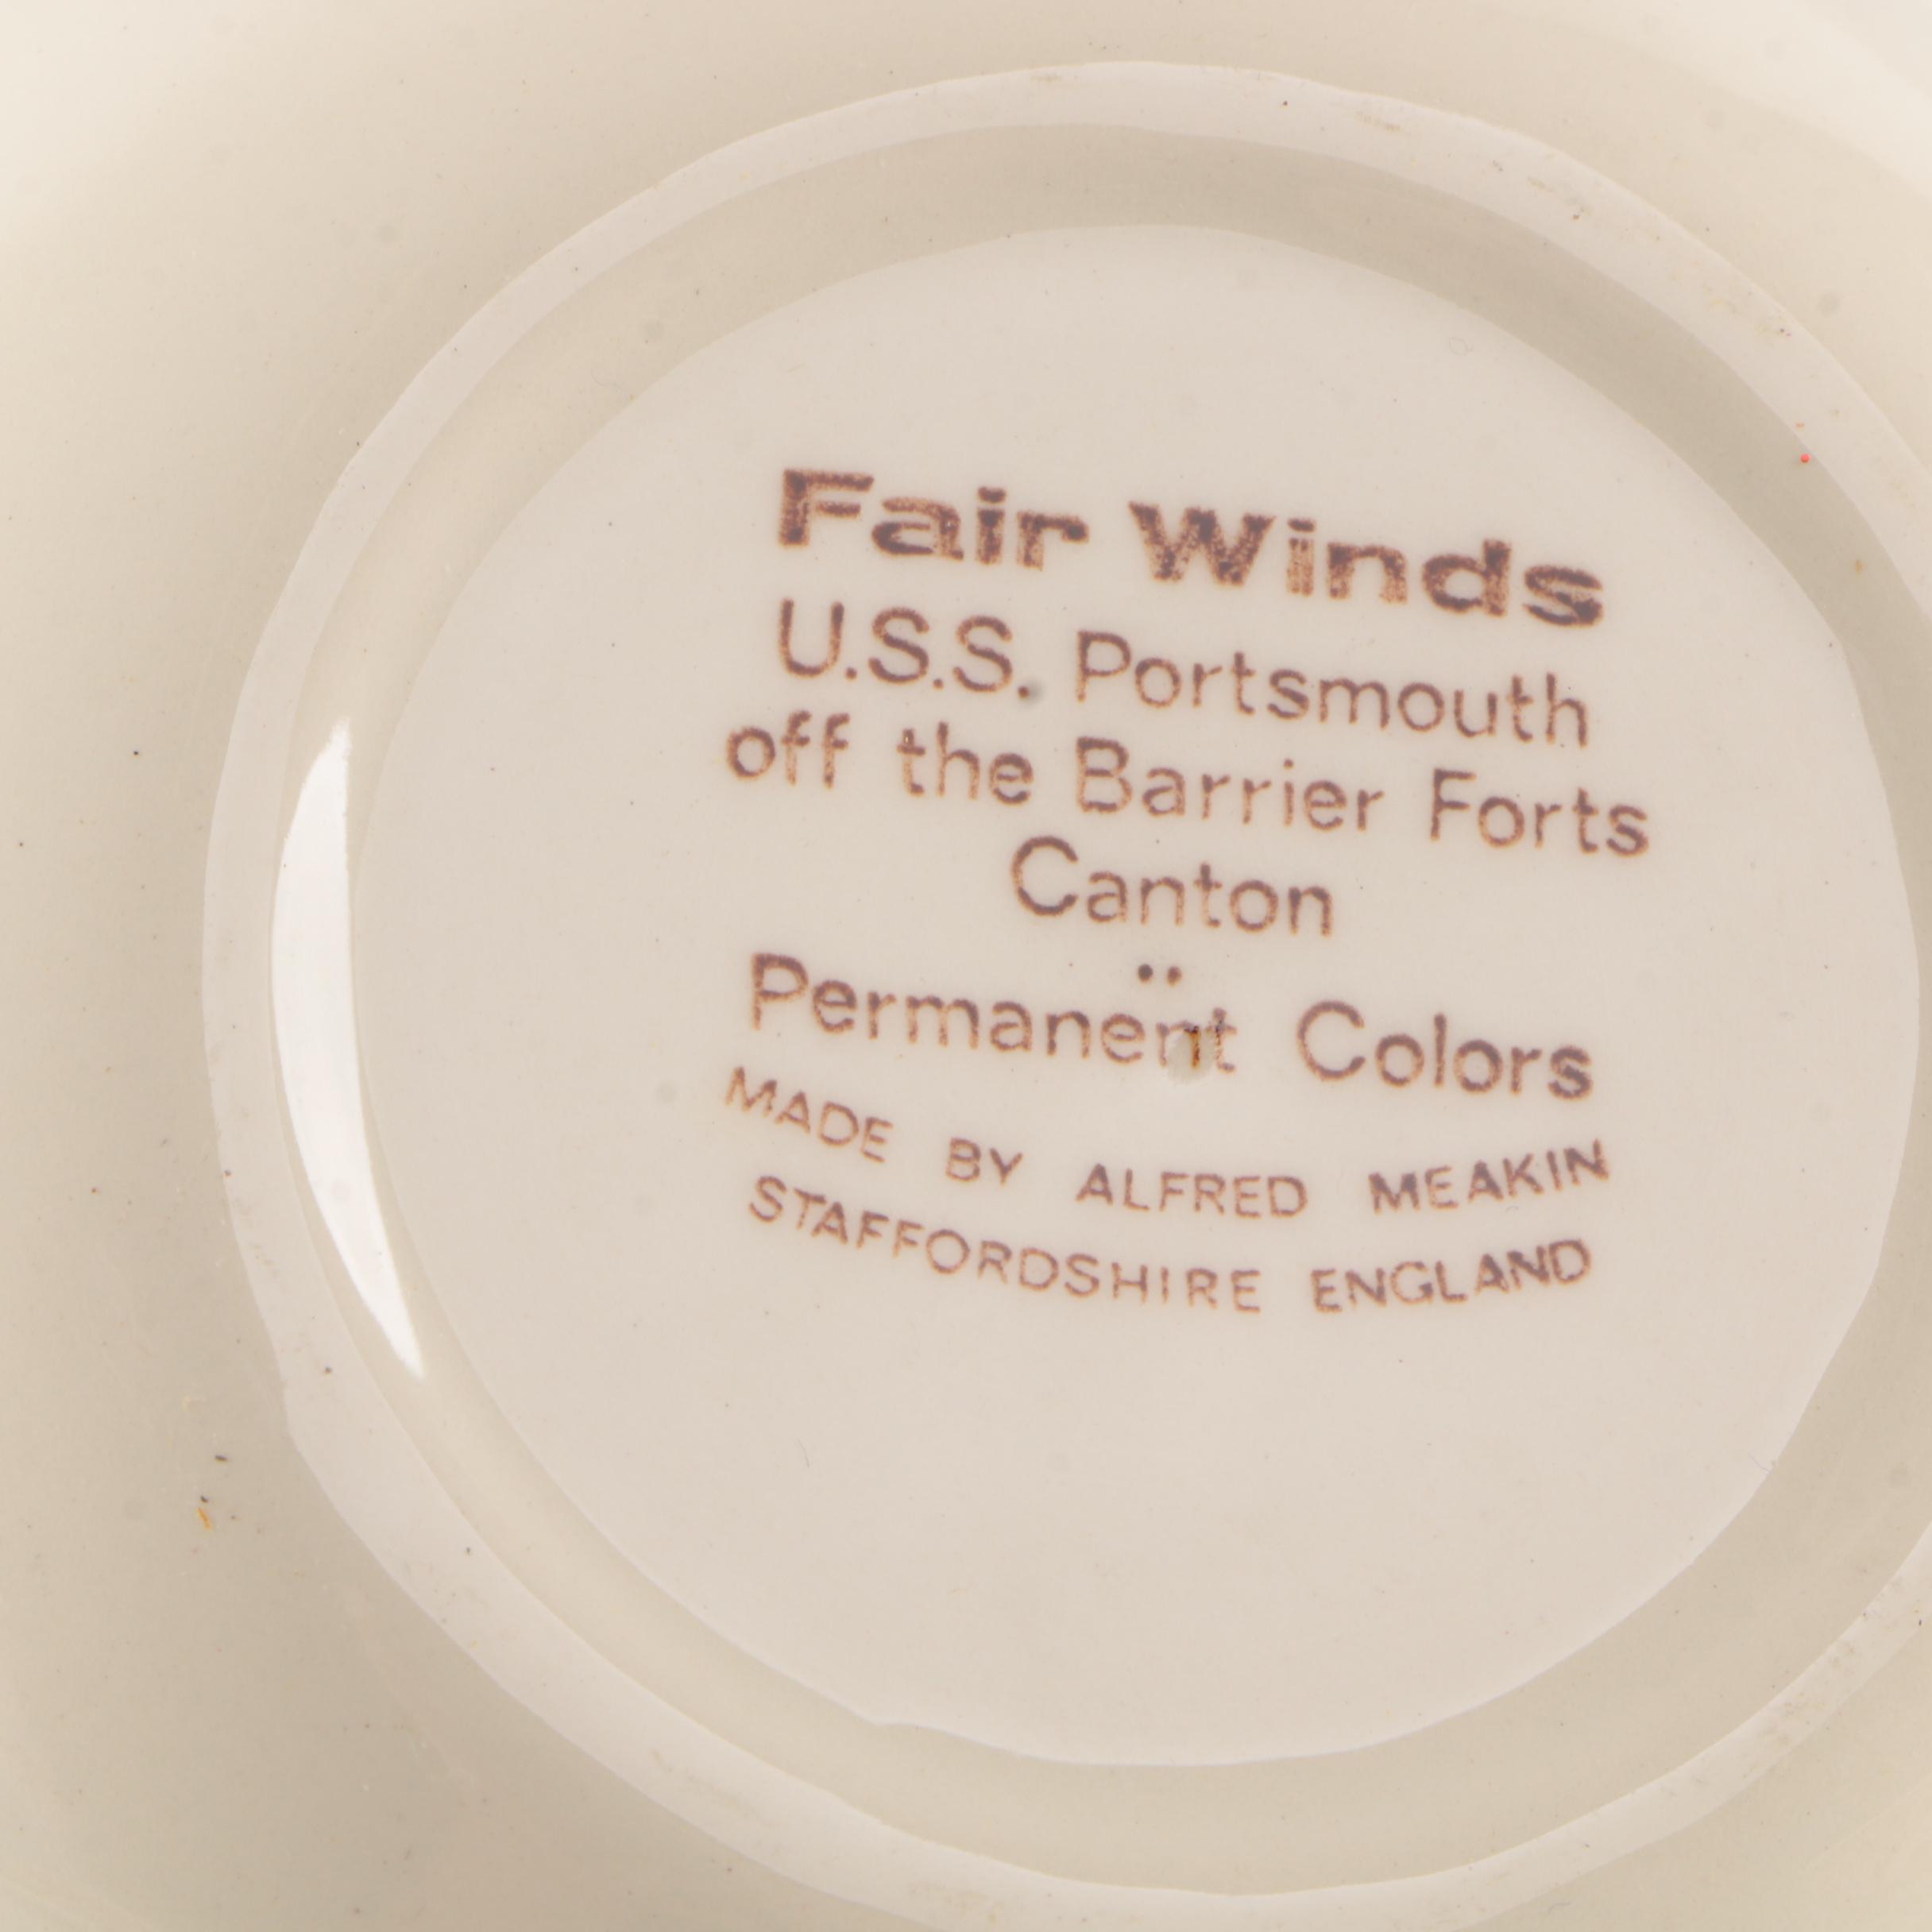 Fair Winds
U.S.S. Portsmouth
off the Barrier Forts
Canton
Permanent Colors
MADE BY ALFRED MEAKIN
STAFFORDSHIRE ENGLAND